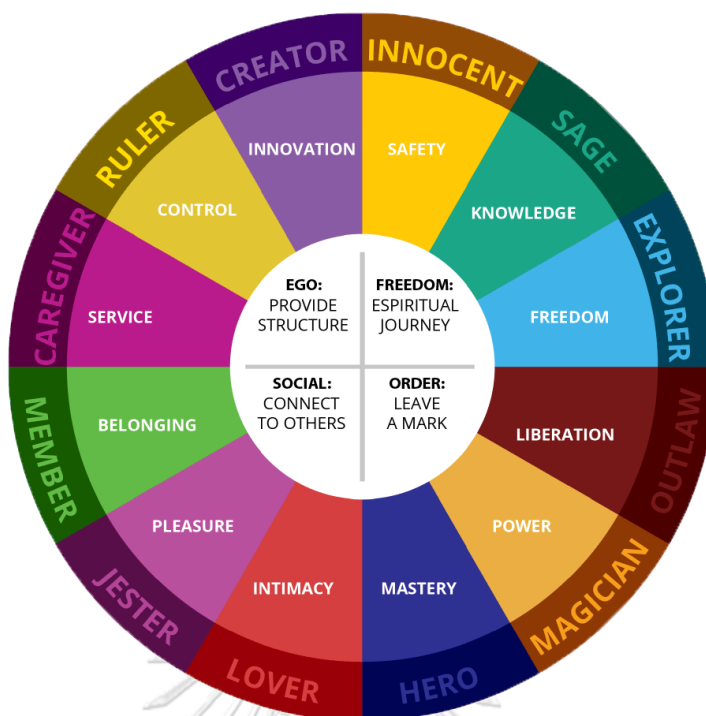 CREATOR
INNOCENT
SAGE
EXPLORER
OUTLAW
MAGICIAN
HERO
LOVER
JESTER
MEMBER
CAREGIVER
RULER
INNOVATION
SAFETY
KNOWLEDGE
FREEDOM
LIBERATION
POWER
MASTERY
INTIMACY
PLEASURE
BELONGING
SERVICE
CONTROL
EGO:
PROVIDE
STRUCTURE
FREEDOM:
ESPIRITUAL
JOURNEY
SOCIAL:
CONNECT
TO OTHERS
ORDER:
LEAVE
A MARK